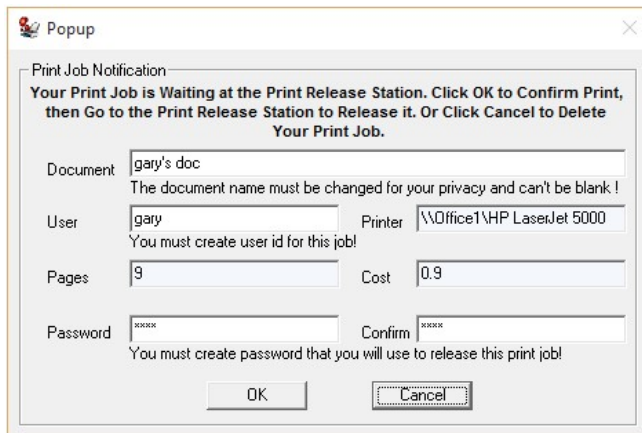 Popup
Print Job Notification
Your Print Job is Waiting at the Print Release Station. Click OK to Confirm Print,
then Go to the Print Release Station to Release it. Or Click Cancel to Delete
Your Print Job.
Document gary's doc
The document name must be changed for your privacy and can't be blank !
User gary Printer \\Office1\HP LaserJet 5000
You must create user id for this job!
Pages 9 Cost 0.9
Password **** Confirm ****
You must create password that you will use to release this print job!
OK Cancel